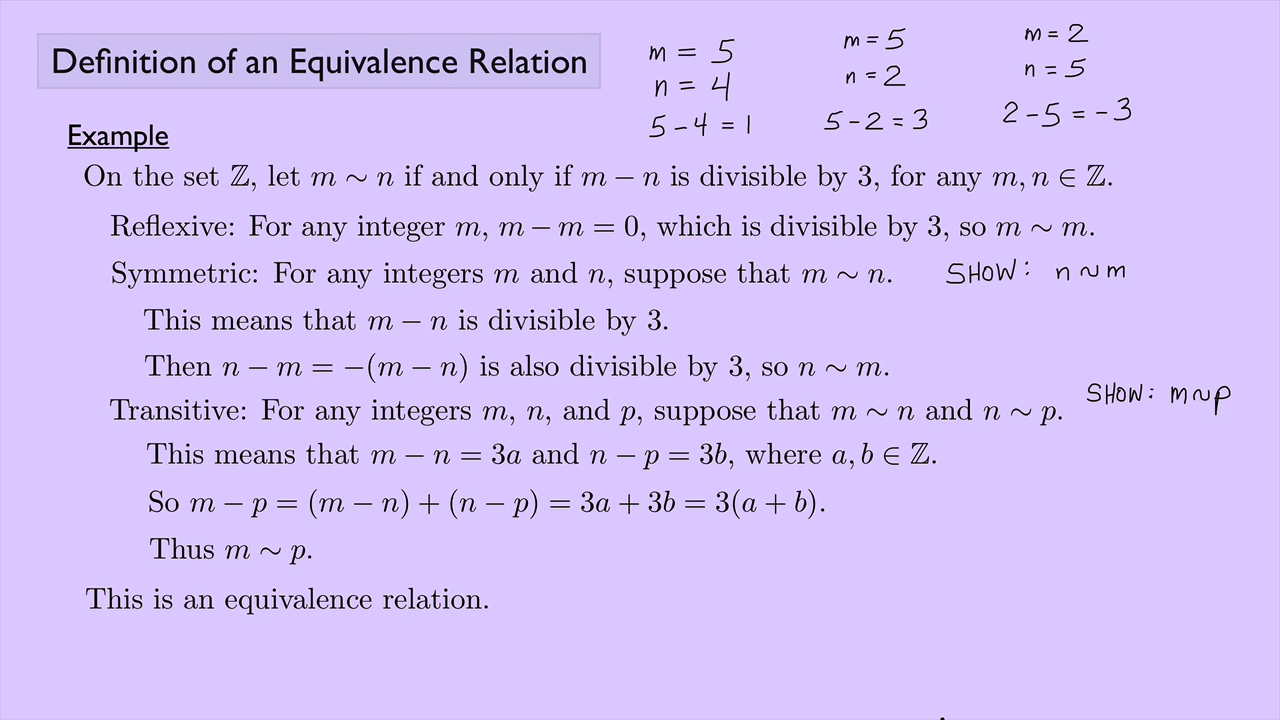 Definition of an Equivalence Relation
m = 5
n = 4
5 - 4 = 1
m = 5
n = 2
5 - 2 = 3
m = 2
n = 5
2 - 5 = -3
Example
On the set ℤ, let m ∼ n if and only if m − n is divisible by 3, for any m, n ∈ ℤ.
Reflexive: For any integer m, m − m = 0, which is divisible by 3, so m ∼ m.
Symmetric: For any integers m and n, suppose that m ∼ n. SHOW: n ~ m
This means that m − n is divisible by 3.
Then n − m = −(m − n) is also divisible by 3, so n ∼ m.
Transitive: For any integers m, n, and p, suppose that m ∼ n and n ∼ p. SHOW: m ~ p
This means that m − n = 3a and n − p = 3b, where a, b ∈ ℤ.
So m − p = (m − n) + (n − p) = 3a + 3b = 3(a + b).
Thus m ∼ p.
This is an equivalence relation.